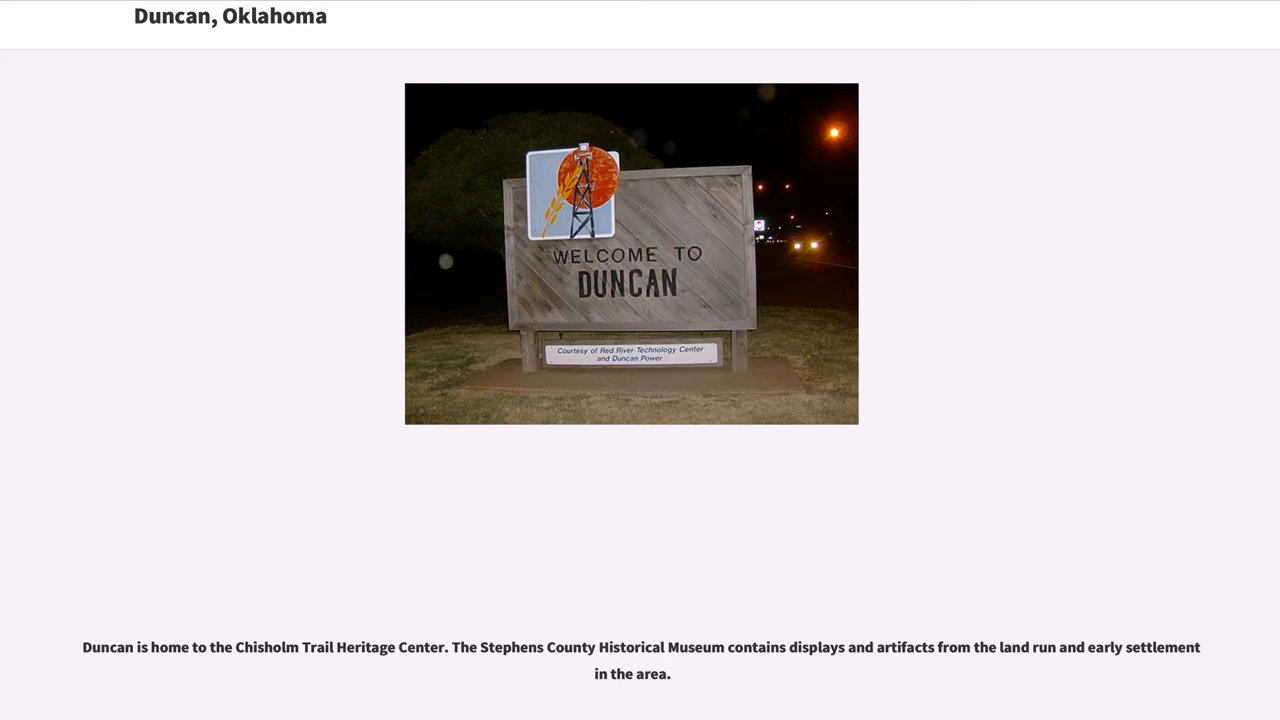 Duncan, Oklahoma
WELCOME TO
DUNCAN
Courtesy of Red River Technology Center
and Duncan Power
Duncan is home to the Chisholm Trail Heritage Center. The Stephens County Historical Museum contains displays and artifacts from the land run and early settlement
in the area.